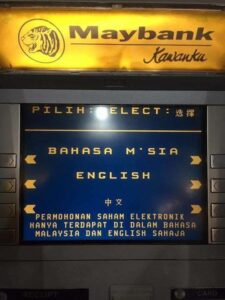 Maybank
Kawanku
PILIH:SELECT:选择
BAHASA M'SIA
ENGLISH
中文
PERMOHONAN SAHAM ELEKTRONIK
HANYA TERDAPAT DI DALAM BAHASA
MALAYSIA DAN ENGLISH SAHAJA
CARD